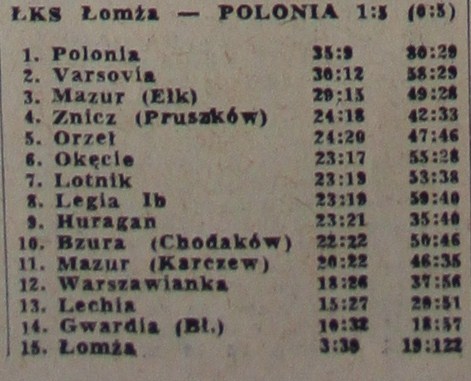 ŁKS Łomża — POLONIA 1:5 (0:5)
1. Polonia 35:9 80:29
2. Varsovia 30:12 58:29
3. Mazur (Ełk) 29:15 49:28
4. Znicz (Pruszków) 24:18 42:33
5. Orzeł 24:20 47:46
6. Okęcie 23:17 55:28
7. Lotnik 23:19 53:38
8. Legia Ib 23:19 59:40
9. Huragan 23:21 35:40
10. Bzura (Chodaków) 22:22 50:46
11. Mazur (Karczew) 20:22 46:35
12. Warszawianka 18:26 37:56
13. Lechia 15:27 29:51
14. Gwardia (Bł.) 10:32 18:57
15. Łomża 3:39 19:122